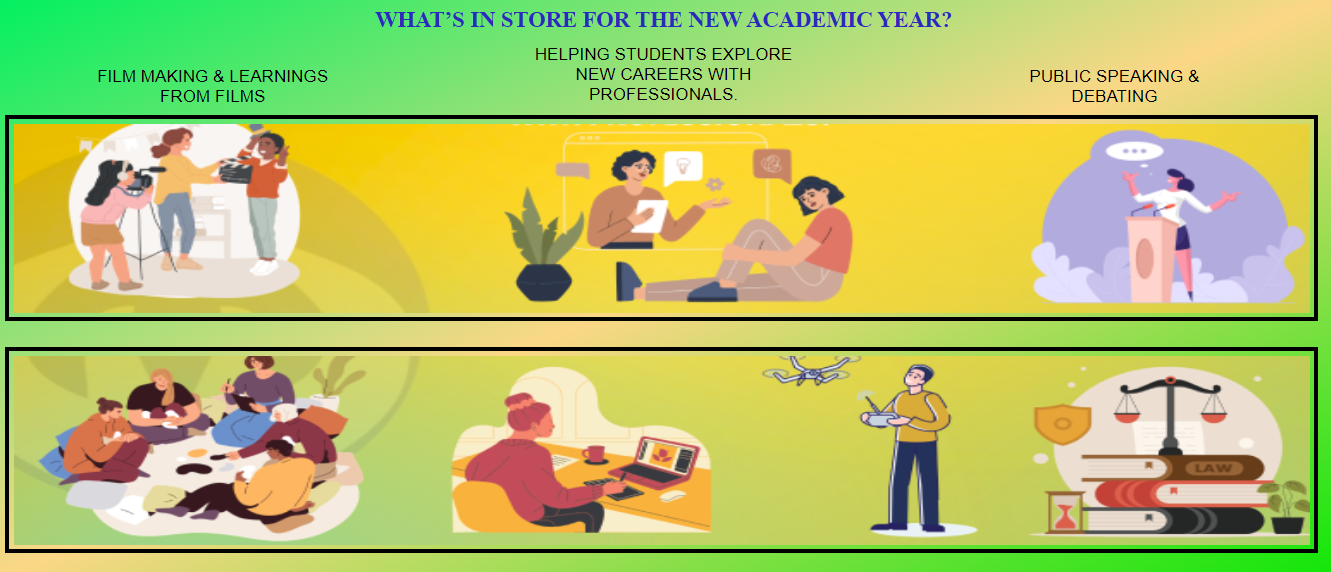 WHAT’S IN STORE FOR THE NEW ACADEMIC YEAR?
FILM MAKING & LEARNINGS
FROM FILMS
HELPING STUDENTS EXPLORE
NEW CAREERS WITH
PROFESSIONALS.
PUBLIC SPEAKING &
DEBATING
LAW